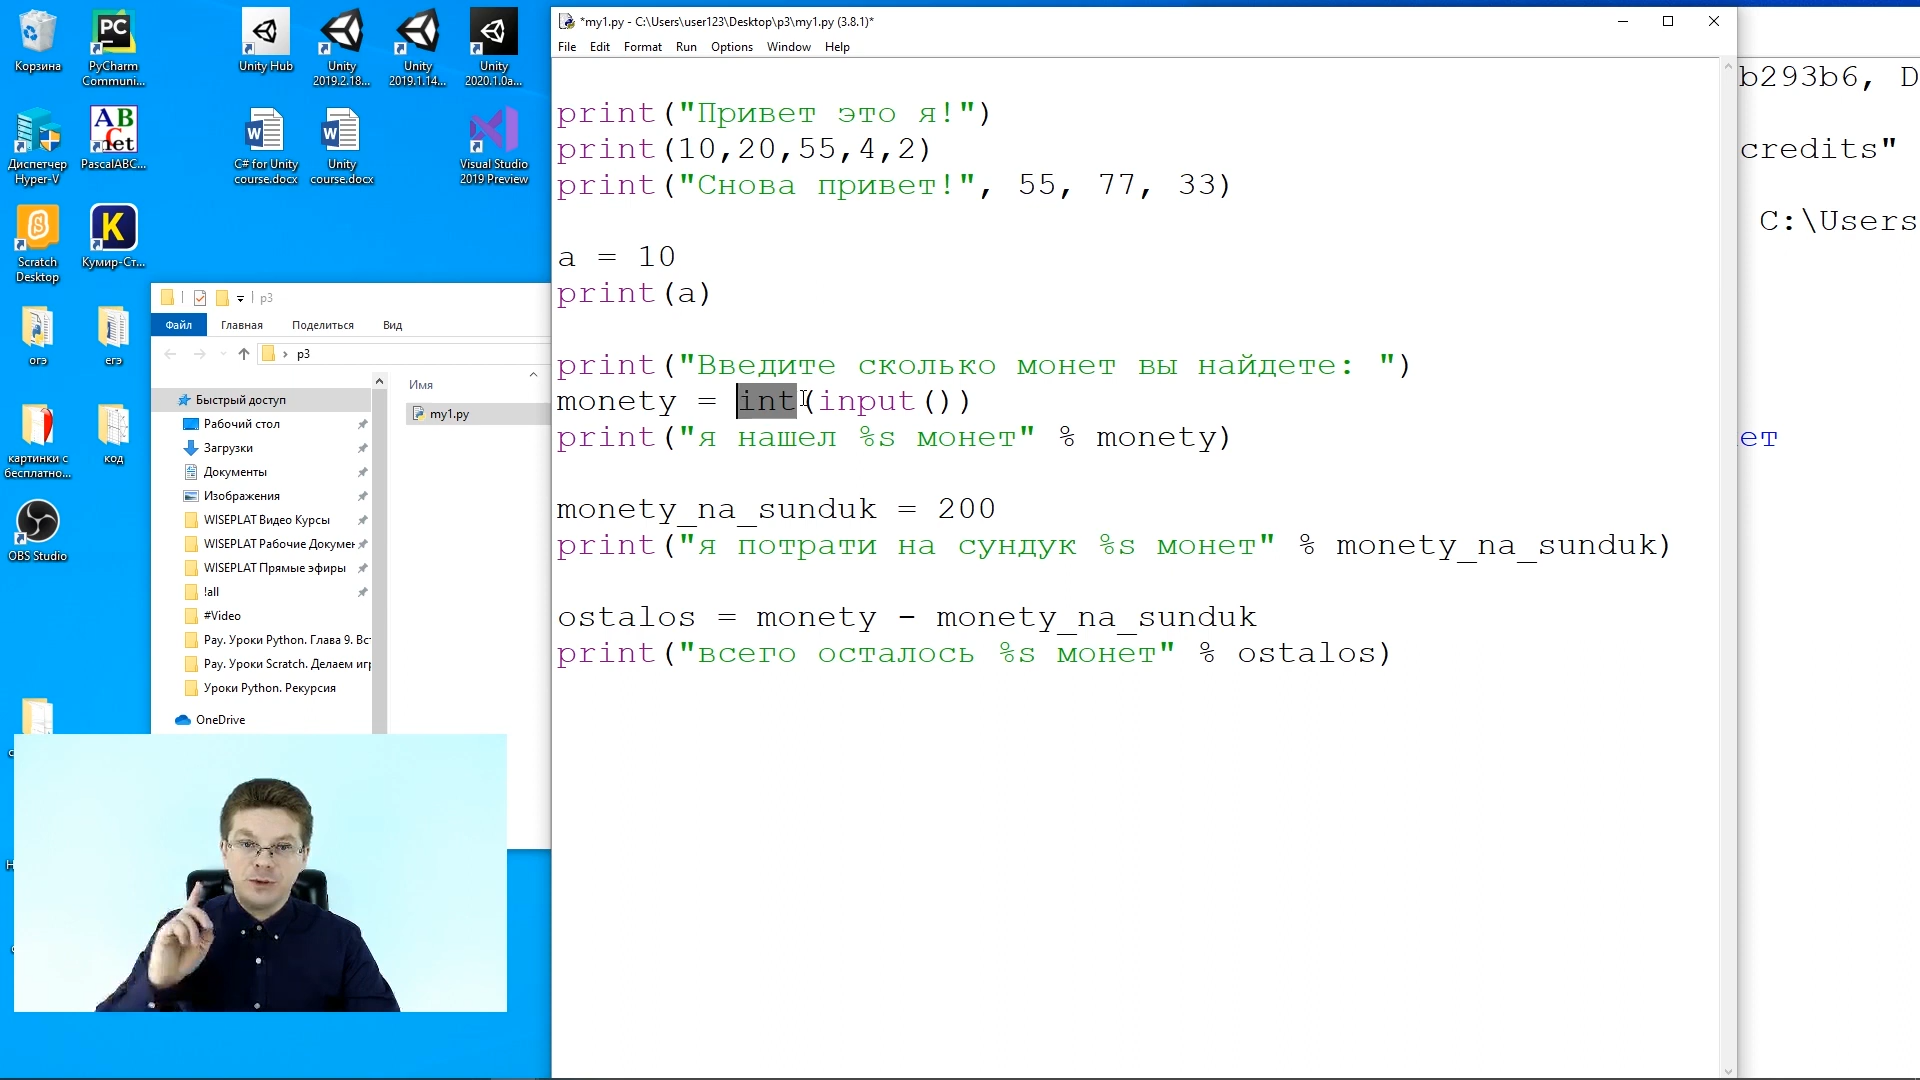 Корзина
PyCharm
Communi...
Unity Hub
Unity
2019.2.18...
Unity
2019.1.14...
Unity
2020.1.0a...
Диспетчер
Hyper-V
PascalABC...
C# for Unity
course.docx
Unity
course.docx
Visual Studio
2019 Preview
Scratch
Desktop
Кумир-Ст...
огэ
егэ
картинки с
бесплатно...
код
OBS Studio
p3
Файл
Главная
Поделиться
Вид
p3
Имя
my1.py
Быстрый доступ
Рабочий стол
Загрузки
Документы
Изображения
WISEPLAT Видео Курсы
WISEPLAT Рабочие Докумен
WISEPLAT Прямые эфиры
!all
#Video
Pay. Уроки Python. Глава 9. Вс
Pay. Уроки Scratch. Делаем иг
Уроки Python. Рекурсия
OneDrive
*my1.py - C:\Users\user123\Desktop\p3\my1.py (3.8.1)*
File Edit Format Run Options Window Help
print("Привет это я!")
print(10,20,55,4,2)
print("Снова привет!", 55, 77, 33)
a = 10
print(a)
print("Введите сколько монет вы найдете: ")
monety = int(input())
print("я нашел %s монет" % monety)
monety_na_sunduk = 200
print("я потрати на сундук %s монет" % monety_na_sunduk)
ostalos = monety - monety_na_sunduk
print("всего осталось %s монет" % ostalos)
b293b6, D
credits"
C:\Users
ет